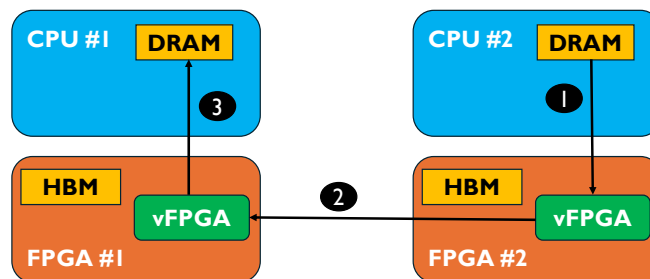 CPU #1
DRAM
CPU #2
DRAM
3
1
HBM
vFPGA
FPGA #1
2
HBM
vFPGA
FPGA #2